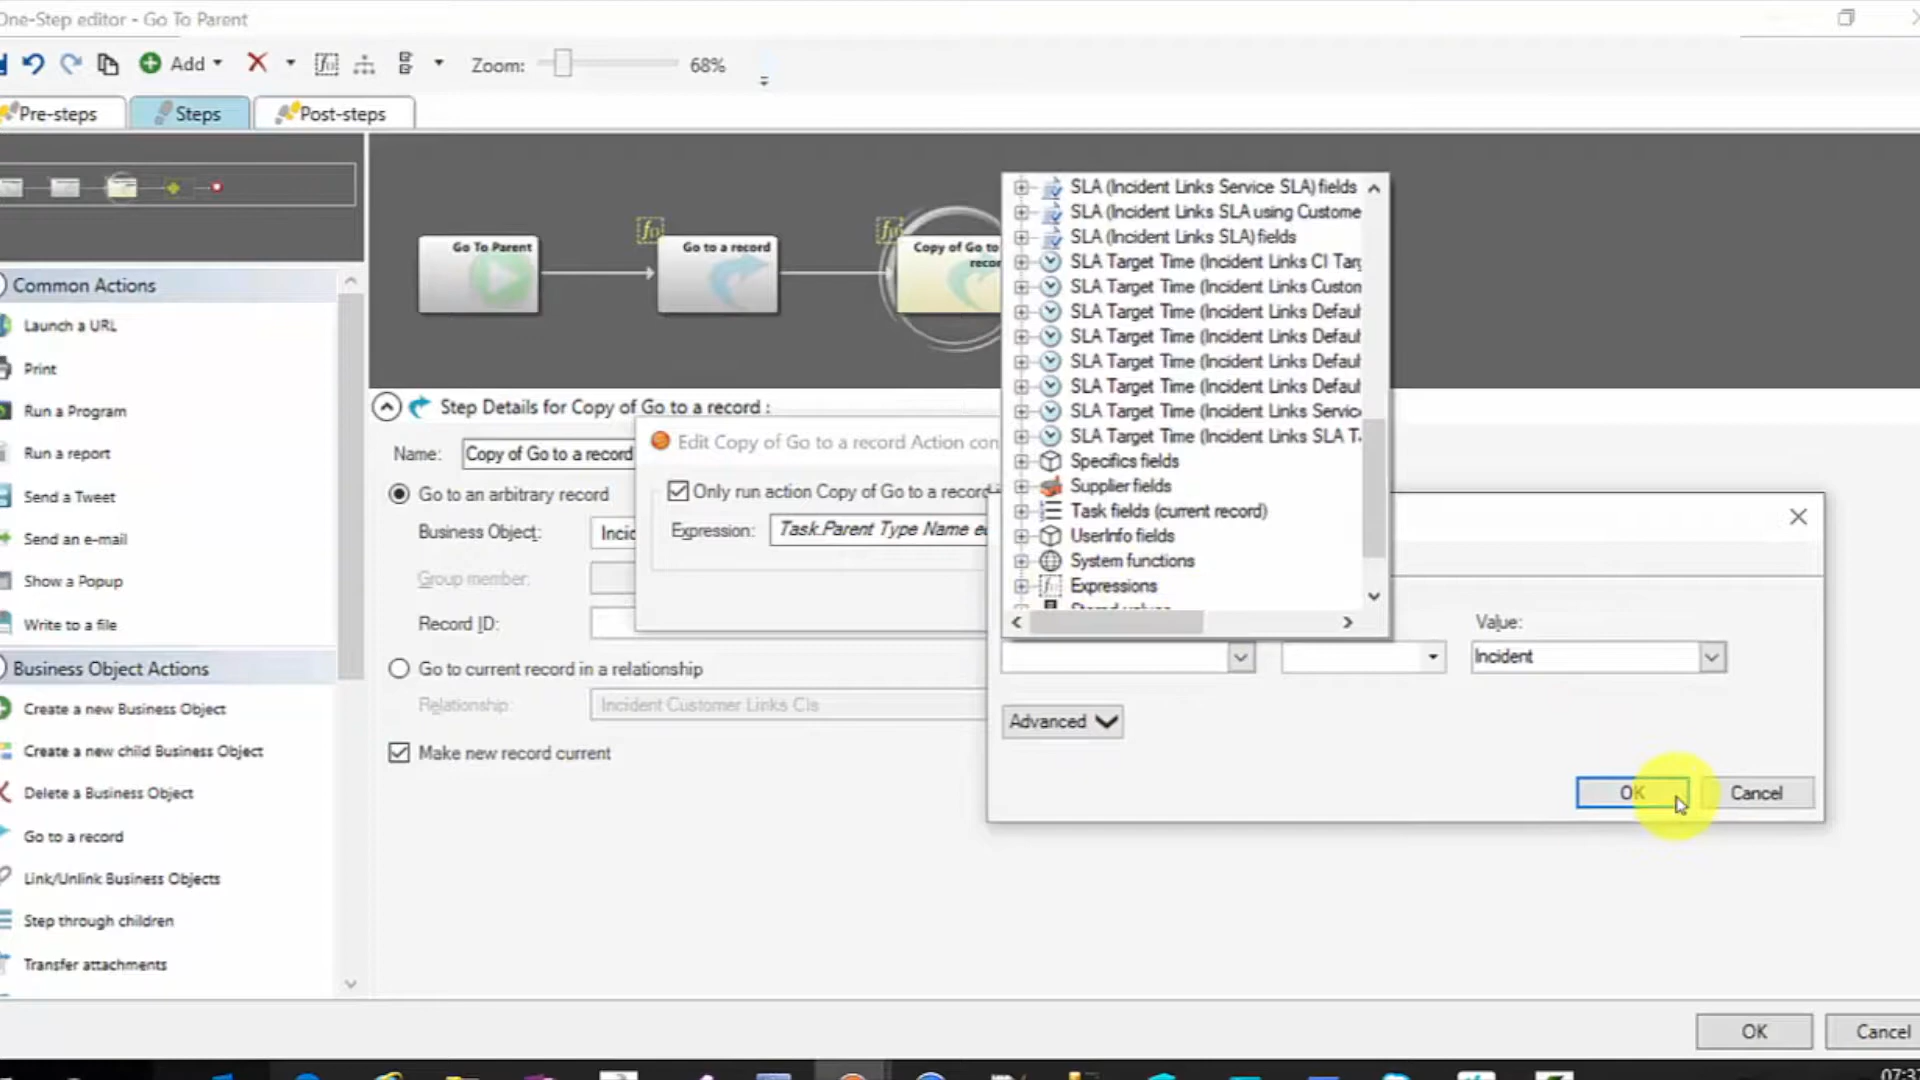 One-Step editor - Go To Parent
Add
Zoom:
68%
Pre-steps
Steps
Post-steps
Go To Parent
Go to a record
Copy of Go to
recor
Common Actions
Launch a URL
Print
Run a Program
Run a report
Send a Tweet
Send an e-mail
Show a Popup
Write to a file
Business Object Actions
Create a new Business Object
Create a new child Business Object
Delete a Business Object
Go to a record
Link/Unlink Business Objects
Step through children
Transfer attachments
Step Details for Copy of Go to a record :
Name:
Copy of Go to a record
Go to an arbitrary record
Business Object:
Incid
Group member:
Record ID:
Go to current record in a relationship
Relationship:
Incident Customer Links CIs
Make new record current
Edit Copy of Go to a record Action con
Only run action Copy of Go to a record
Expression:
Task.Parent Type Name e
SLA (Incident Links Service SLA) fields
SLA (Incident Links SLA using Custome
SLA (Incident Links SLA) fields
SLA Target Time (Incident Links CI Targ
SLA Target Time (Incident Links Custom
SLA Target Time (Incident Links Defaul
SLA Target Time (Incident Links Defaul
SLA Target Time (Incident Links Defaul
SLA Target Time (Incident Links Defaul
SLA Target Time (Incident Links Servic
SLA Target Time (Incident Links SLA T
Specifics fields
Supplier fields
Task fields (current record)
UserInfo fields
System functions
Expressions
Stored values
Value:
Incident
Advanced
OK
Cancel
OK
Cancel